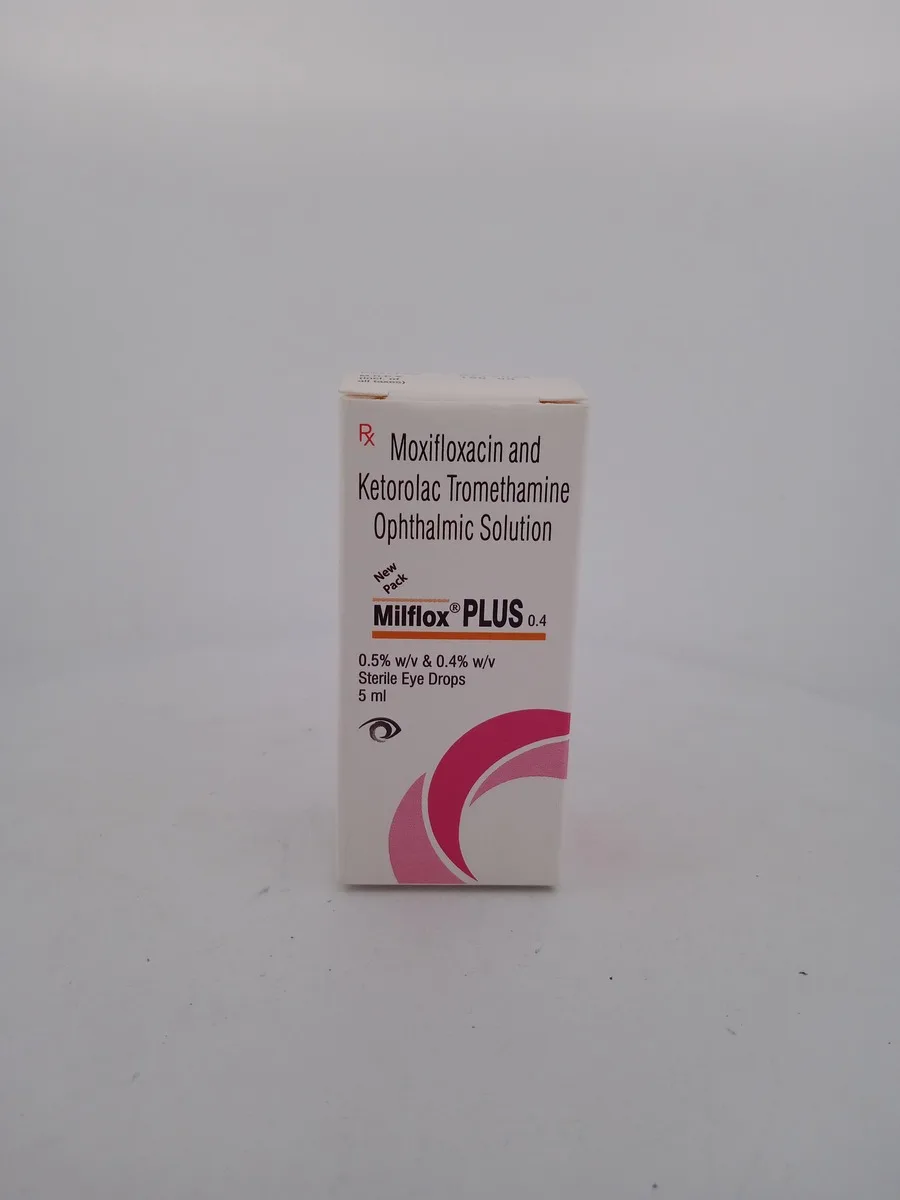 Rx
Moxifloxacin and
Ketorolac Tromethamine
Ophthalmic Solution
New
Pack
Milflox® PLUS 0.4
0.5% w/v & 0.4% w/v
Sterile Eye Drops
5 ml